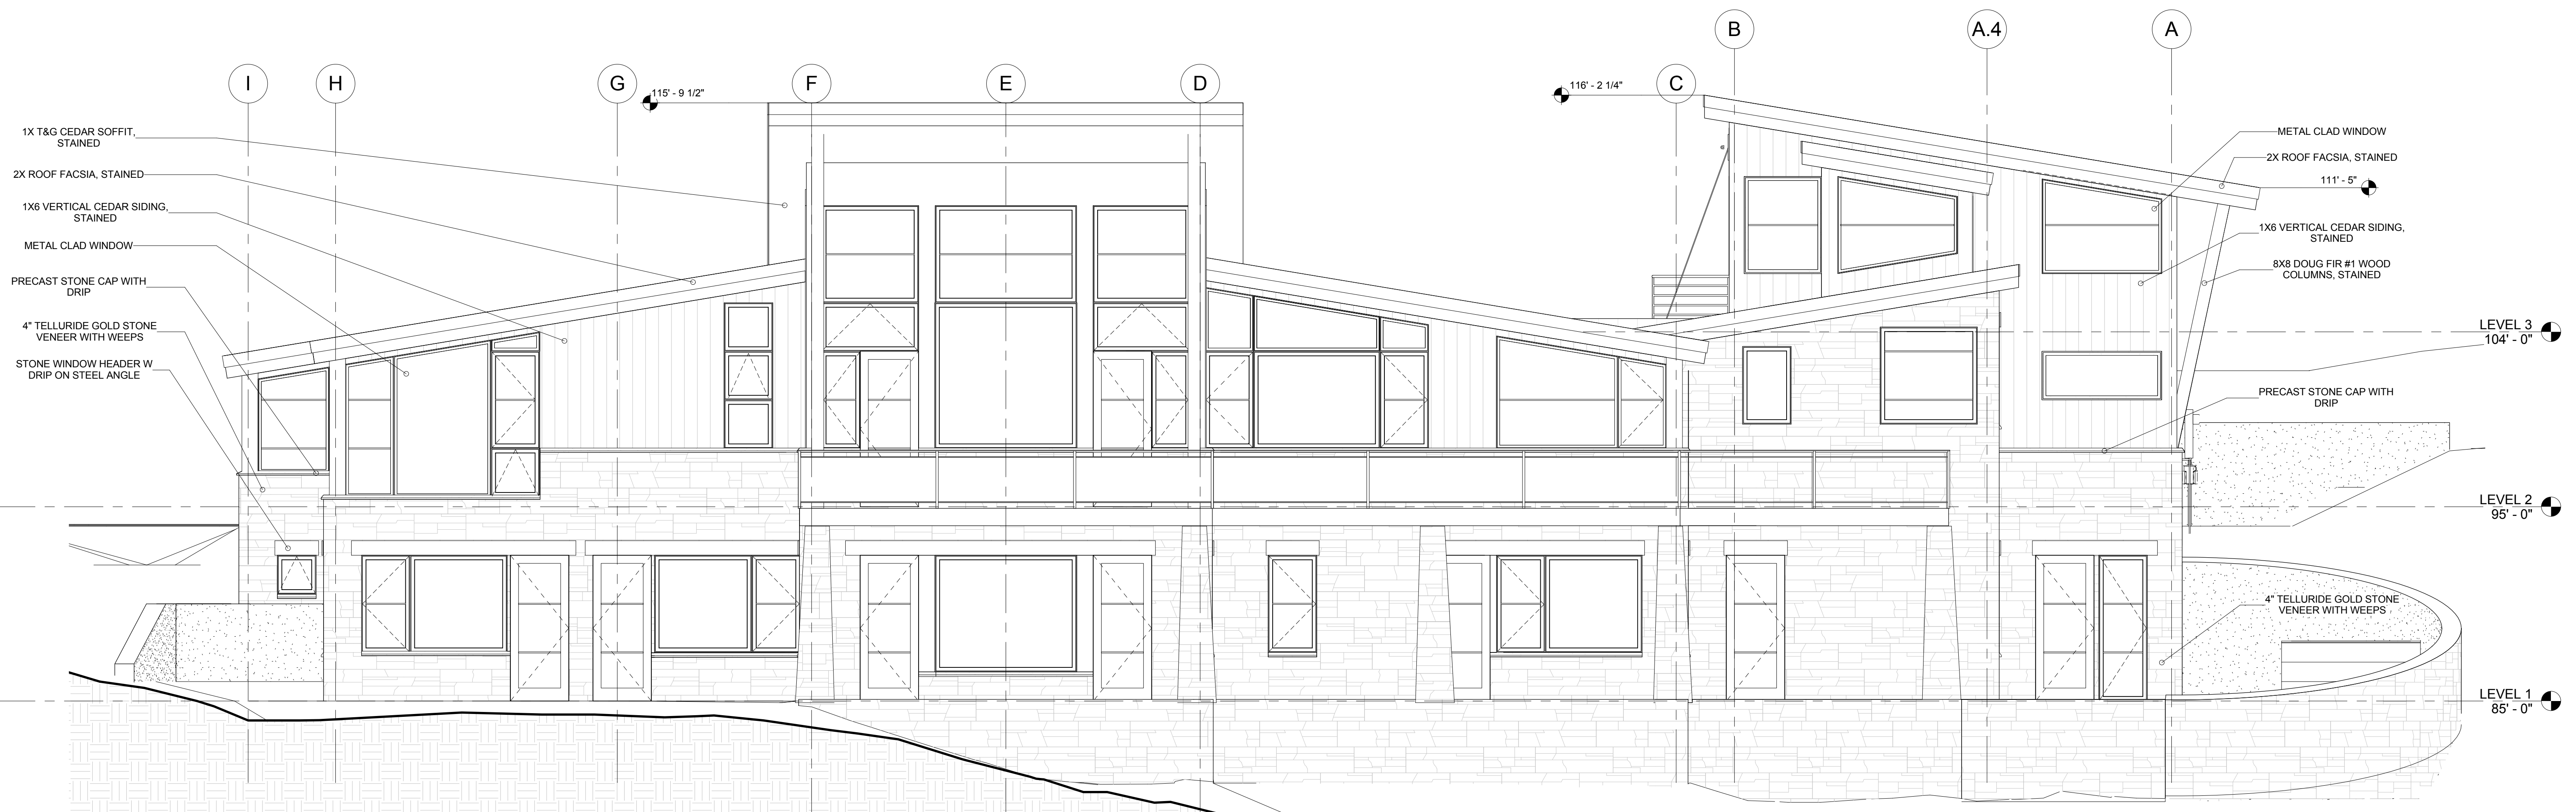 B
A.4
A
I
H
G
F
E
D
C
115' - 9 1/2"
116' - 2 1/4"
1X T&G CEDAR SOFFIT,
STAINED
2X ROOF FACSIA, STAINED
1X6 VERTICAL CEDAR SIDING,
STAINED
METAL CLAD WINDOW
PRECAST STONE CAP WITH
DRIP
4" TELLURIDE GOLD STONE
VENEER WITH WEEPS
STONE WINDOW HEADER W
DRIP ON STEEL ANGLE
METAL CLAD WINDOW
2X ROOF FACSIA, STAINED
111' - 5"
1X6 VERTICAL CEDAR SIDING,
STAINED
8X8 DOUG FIR #1 WOOD
COLUMNS, STAINED
LEVEL 3
104' - 0"
PRECAST STONE CAP WITH
DRIP
LEVEL 2
95' - 0"
4" TELLURIDE GOLD STONE
VENEER WITH WEEPS
LEVEL 1
85' - 0"